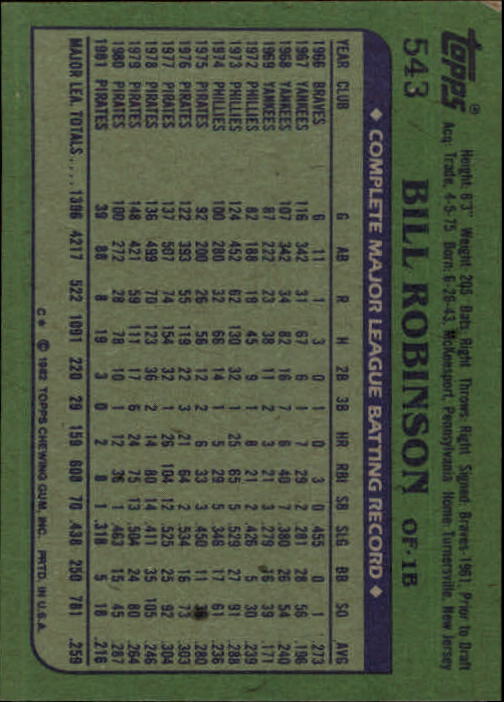 topps®
543 BILL ROBINSON OF-1B
Height: 6'3" Weight: 205 Bats: Right Throws: Right Signed: Braves-1961, Prior to Draft
Acq: Trade, 4-5-75 Born: 6-26-43, McKeesport, Pennsylvania Home: Turnersville, New Jersey
◆ COMPLETE MAJOR LEAGUE BATTING RECORD ◆
YEAR CLUB G AB R H 2B 3B HR RBI SB SLG BB SO AVG
1966 BRAVES 6 11 1 3 0 1 0 3 0 .455 0 1 .273
1967 YANKEES 116 342 31 67 6 1 7 29 2 .281 28 56 .196
1968 YANKEES 107 342 34 82 16 7 6 40 7 .380 26 54 .240
1969 YANKEES 87 222 23 38 11 2 3 21 3 .279 16 39 .171
1972 PHILLIES 82 188 19 45 9 1 8 21 2 .426 5 30 .239
1973 PHILLIES 124 452 62 130 32 1 25 65 5 .529 27 91 .288
1974 PHILLIES 100 280 32 66 14 1 5 29 5 .346 17 61 .236
1975 PIRATES 92 200 26 56 12 2 6 33 3 .450 11 .280
1976 PIRATES 122 393 55 119 22 3 21 64 2 .534 16 73 .303
1977 PIRATES 137 507 74 154 32 1 26 104 12 .525 25 92 .304
1978 PIRATES 136 499 70 123 36 2 14 80 14 .411 35 105 .246
1979 PIRATES 148 421 59 111 17 6 24 75 13 .504 24 80 .264
1980 PIRATES 100 272 28 78 10 1 12 36 1 .463 15 45 .287
1981 PIRATES 39 88 8 19 3 0 2 8 1 .318 5 18 .216
MAJOR LEA. TOTALS.... 1396 4217 522 1091 220 29 159 608 70 .438 250 781 .259
C* © 1982 TOPPS CHEWING GUM, INC. PRTD. IN U.S.A.